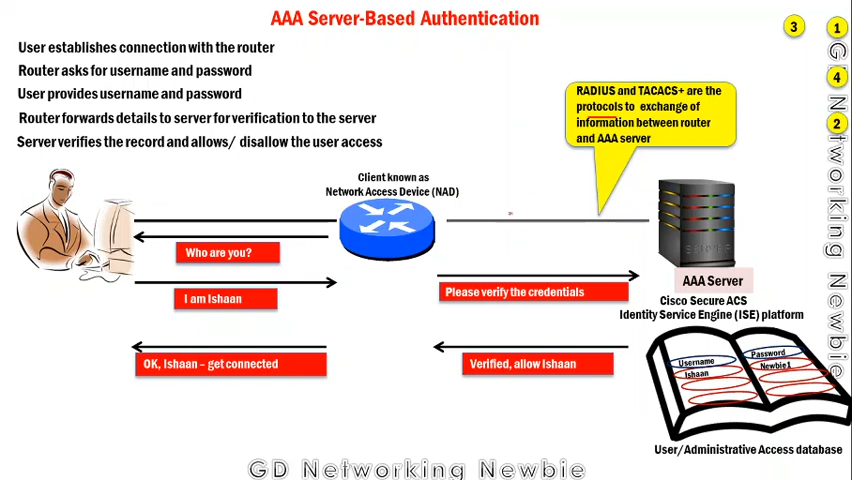 AAA Server-Based Authentication
User establishes connection with the router
Router asks for username and password
User provides username and password
Router forwards details to server for verification to the server
Server verifies the record and allows/ disallow the user access
3
1
4
2
RADIUS and TACACS+ are the
protocols to exchange of
information between router
and AAA server
Client known as
Network Access Device (NAD)
Who are you?
I am Ishaan
Please verify the credentials
OK, Ishaan – get connected
Verified, allow Ishaan
SERVER
AAA Server
Cisco Secure ACS
Identity Service Engine (ISE) platform
Username
Ishaan
Password
Newbie1
User/Administrative Access database
GD Networking Newbie
GD Networking Newbie